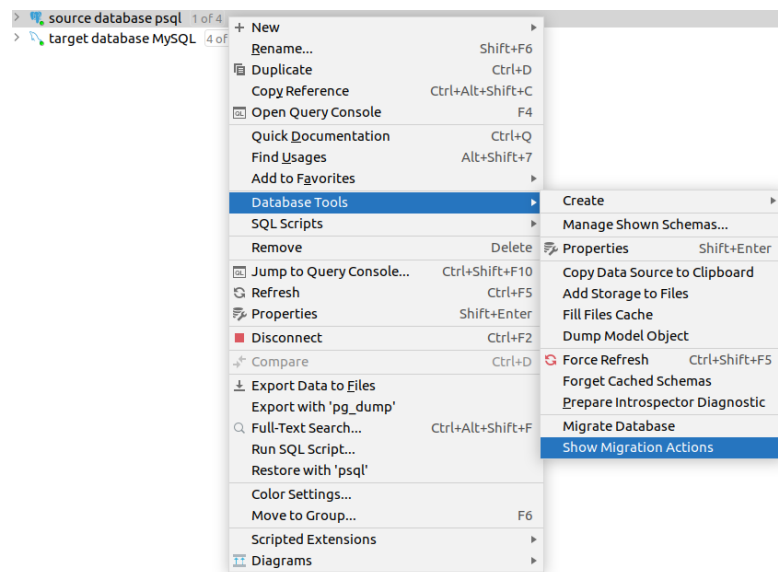 source database psql 1 of 4
target database MySQL 4 of
New
Rename... Shift+F6
Duplicate Ctrl+D
Copy Reference Ctrl+Alt+Shift+C
Open Query Console F4
Quick Documentation Ctrl+Q
Find Usages Alt+Shift+7
Add to Favorites
Database Tools
SQL Scripts
Remove Delete
Jump to Query Console... Ctrl+Shift+F10
Refresh Ctrl+F5
Properties Shift+Enter
Disconnect Ctrl+F2
Compare Ctrl+D
Export Data to Files
Export with 'pg_dump'
Full-Text Search... Ctrl+Alt+Shift+F
Run SQL Script...
Restore with 'psql'
Color Settings...
Move to Group... F6
Scripted Extensions
Diagrams
Create
Manage Shown Schemas...
Properties Shift+Enter
Copy Data Source to Clipboard
Add Storage to Files
Fill Files Cache
Dump Model Object
Force Refresh Ctrl+Shift+F5
Forget Cached Schemas
Prepare Introspector Diagnostic
Migrate Database
Show Migration Actions